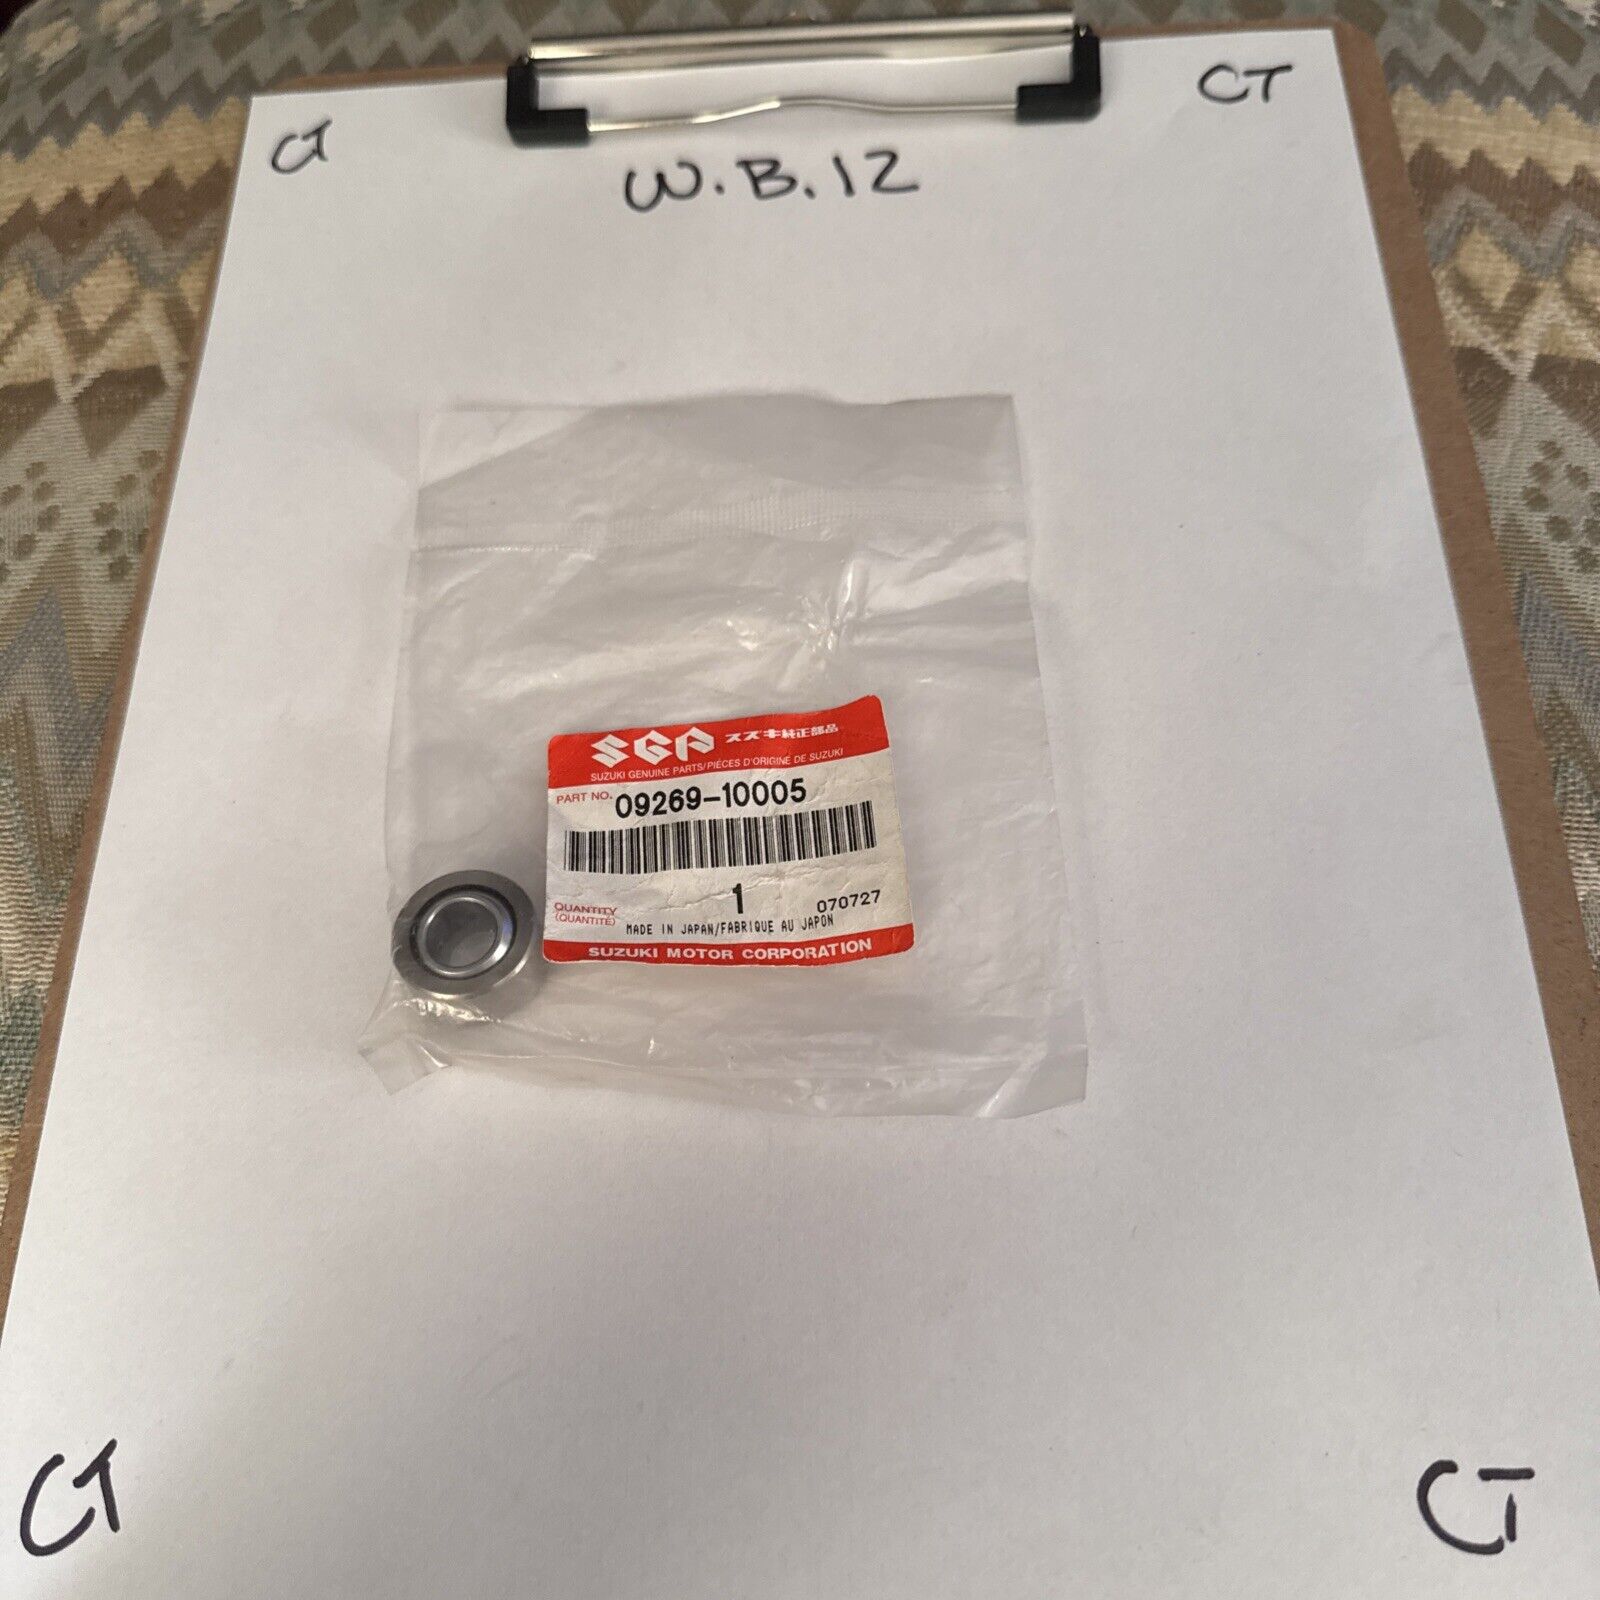 CT
CT
W.B.12
SGP スズキ純正部品
SUZUKI GENUINE PARTS/PIÈCES D'ORIGINE DE SUZUKI
PART NO. 09269-10005
1
070727
QUANTITY
(QUANTITÉ)
MADE IN JAPAN/FABRIQUE AU JAPON
SUZUKI MOTOR CORPORATION
CT
CT